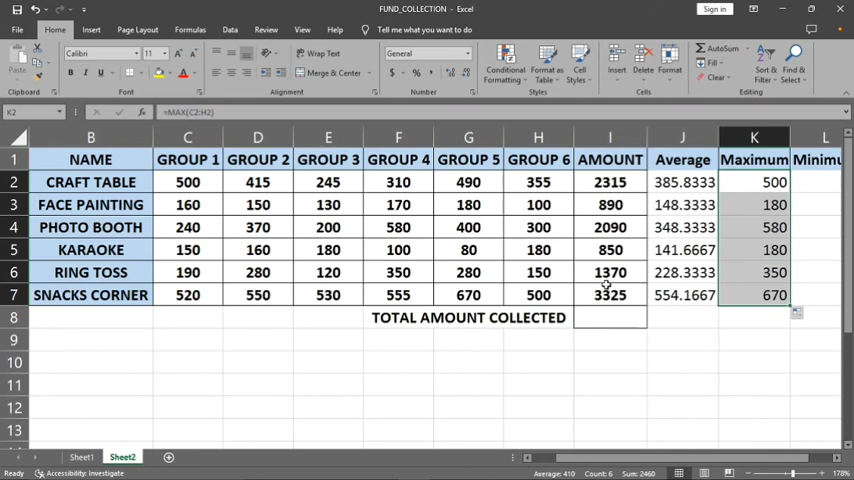 FUND_COLLECTION - Excel
Sign in
File Home Insert Page Layout Formulas Data Review View Help Tell me what you want to do
Paste
Calibri 11
B I U
Wrap Text
Merge & Center
General
$ % ,
Conditional Formatting
Format as Table
Cell Styles
Insert Delete Format
AutoSum
Fill
Clear
Sort & Filter
Find & Select
Clipboard Font Alignment Number Styles Cells Editing
K2 fx =MAX(C2:H2)
B C D E F G H I J K L
1 NAME GROUP 1 GROUP 2 GROUP 3 GROUP 4 GROUP 5 GROUP 6 AMOUNT Average Maximum Minimu
2 CRAFT TABLE 500 415 245 310 490 355 2315 385.8333 500
3 FACE PAINTING 160 150 130 170 180 100 890 148.3333 180
4 PHOTO BOOTH 240 370 200 580 400 300 2090 348.3333 580
5 KARAOKE 150 160 180 100 80 180 850 141.6667 180
6 RING TOSS 190 280 120 350 280 150 1370 228.3333 350
7 SNACKS CORNER 520 550 530 555 670 500 3325 554.1667 670
8 TOTAL AMOUNT COLLECTED
9
10
11
12
13
Sheet1 Sheet2
Ready Accessibility: Investigate Average: 410 Count: 6 Sum: 2460 178%